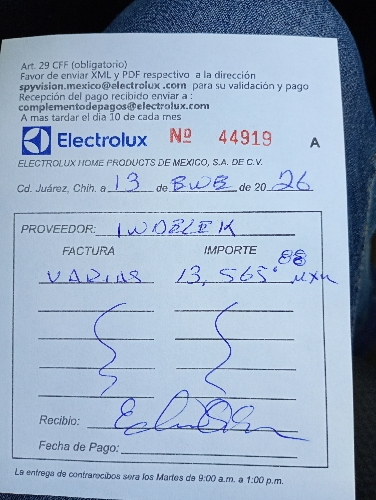 Art. 29 CFF (obligatorio)
Favor de enviar XML y PDF respectivo a la dirección
spyvision.mexico@electrolux.com para su validación y pago
Recepción del pago recibido enviar a :
complementodepagos@electrolux.com
A mas tardar el día 10 de cada mes
Electrolux Nº 44919 A
ELECTROLUX HOME PRODUCTS DE MEXICO, S.A. DE C.V.
Cd. Juárez, Chih. a 13 de de 20 26
PROVEEDOR: INDELEK
FACTURA IMPORTE
VARIAS 13,565.88 MXN
Recibio:
Fecha de Pago:
La entrega de contrarecibos sera los Martes de 9:00 a.m. a 1:00 p.m.